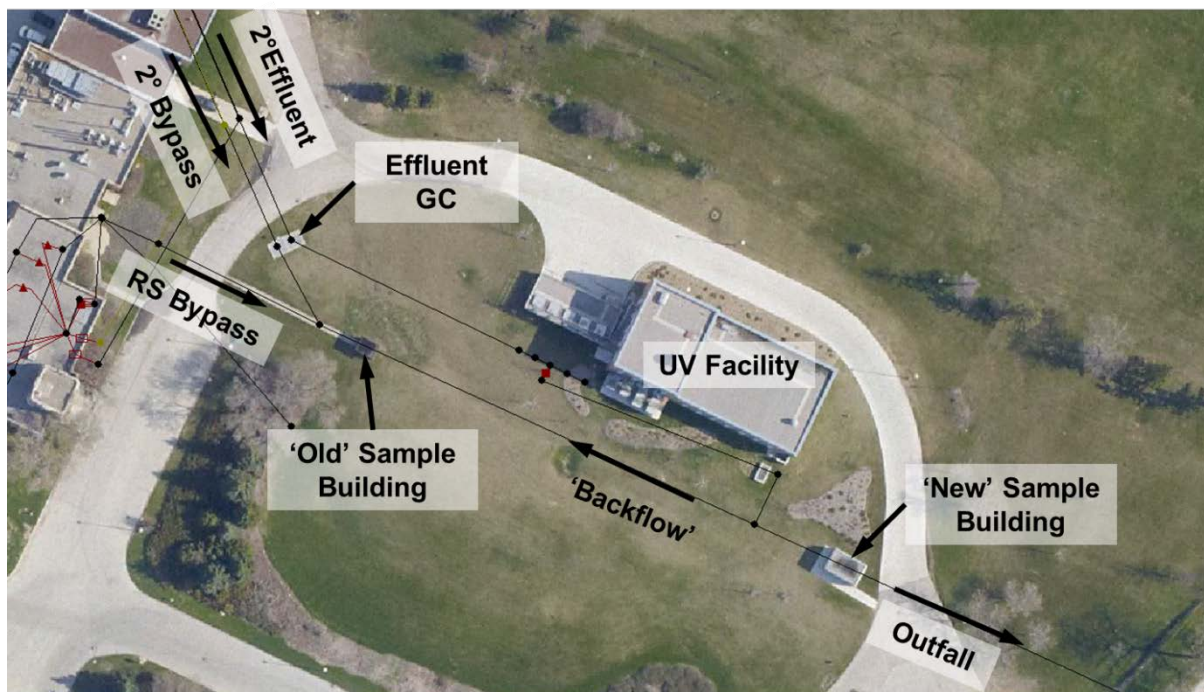 2° Bypass
2°Effluent
Effluent
GC
RS Bypass
UV Facility
'Old' Sample
Building
'Backflow'
'New' Sample
Building
Outfall